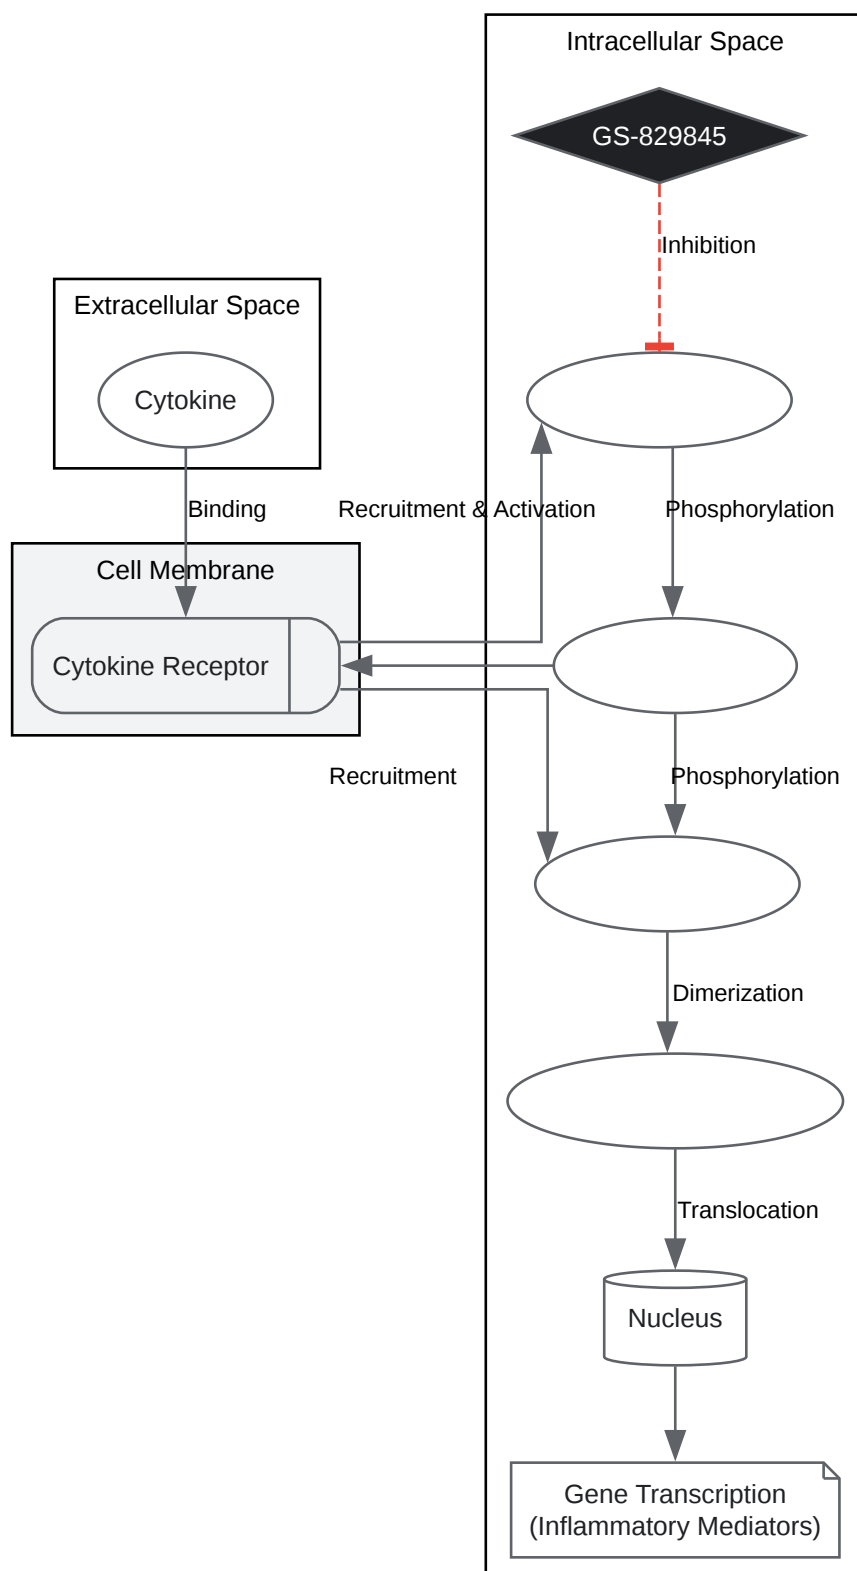 Intracellular Space
GS-829845
Inhibition
Extracellular Space
Cytokine
Binding
Recruitment & Activation
Phosphorylation
Cell Membrane
Cytokine Receptor
Recruitment
Phosphorylation
Dimerization
Translocation
Nucleus
Gene Transcription
(Inflammatory Mediators)